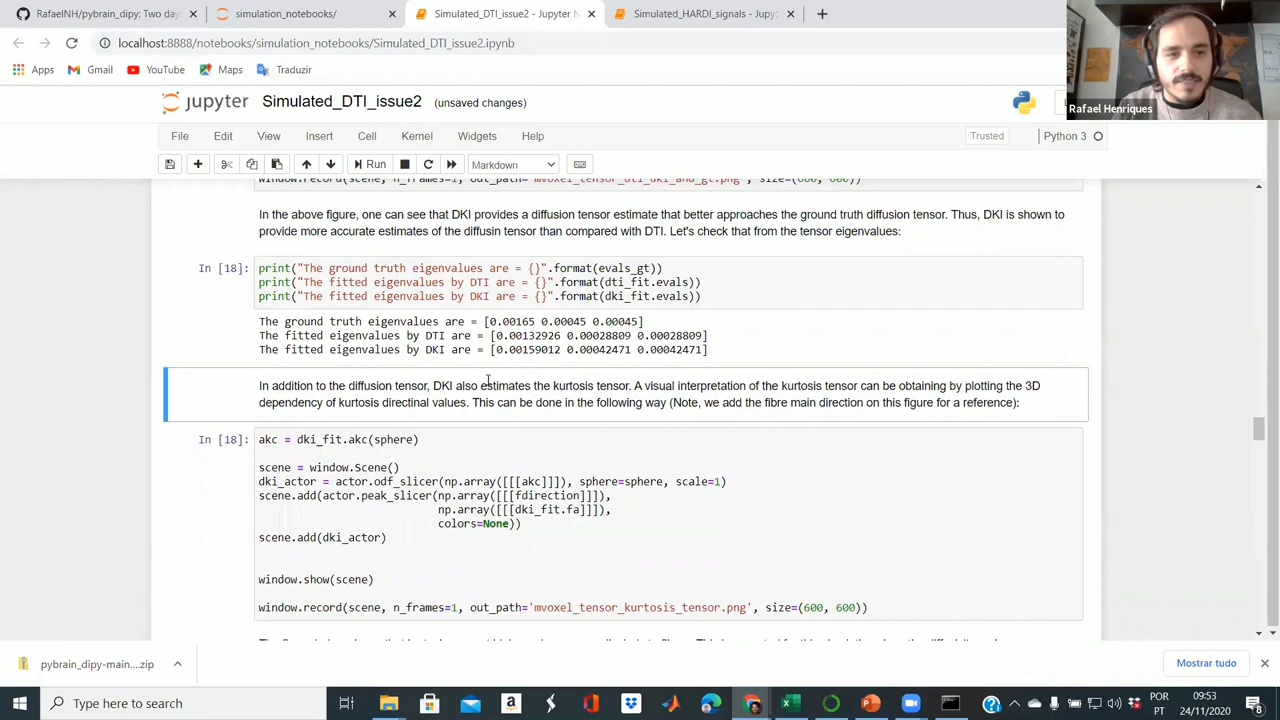 RafaelNH/pybrain_dipy: Two day:
simulation_notebooks/
Simulated_DTI_issue2 - Jupyter N
Simulated_HARDI_signals - Jupy
localhost:8888/notebooks/simulation_notebooks/Simulated_DTI_issue2.ipynb
Apps
Gmail
YouTube
Maps
Traduzir
Rafael Henriques
jupyter
Simulated_DTI_issue2
(unsaved changes)
File
Edit
View
Insert
Cell
Kernel
Widgets
Help
Trusted
Python 3
Run
Markdown
window.record(scene, n_frames=1, out_path='mvoxel_tensor_dti_dki_and_gt.png', size=(600, 600))
In the above figure, one can see that DKI provides a diffusion tensor estimate that better approaches the ground truth diffusion tensor. Thus, DKI is shown to
provide more accurate estimates of the diffusin tensor than compared with DTI. Let's check that from the tensor eigenvalues:
In [18]: print("The ground truth eigenvalues are = {}".format(evals_gt))
print("The fitted eigenvalues by DTI are = {}".format(dti_fit.evals))
print("The fitted eigenvalues by DKI are = {}".format(dki_fit.evals))
The ground truth eigenvalues are = [0.00165 0.00045 0.00045]
The fitted eigenvalues by DTI are = [0.00132926 0.00028809 0.00028809]
The fitted eigenvalues by DKI are = [0.00159012 0.00042471 0.00042471]
In addition to the diffusion tensor, DKI also estimates the kurtosis tensor. A visual interpretation of the kurtosis tensor can be obtaining by plotting the 3D
dependency of kurtosis directinal values. This can be done in the following way (Note, we add the fibre main direction on this figure for a reference):
In [18]: akc = dki_fit.akc(sphere)
scene = window.Scene()
dki_actor = actor.odf_slicer(np.array([[[akc]]]), sphere=sphere, scale=1)
scene.add(actor.peak_slicer(np.array([[[fdirection]]]),
np.array([[[dki_fit.fa]]]),
colors=None))
scene.add(dki_actor)
window.show(scene)
window.record(scene, n_frames=1, out_path='mvoxel_tensor_kurtosis_tensor.png', size=(600, 600))
pybrain_dipy-main....zip
Mostrar tudo
Type here to search
POR
PT
09:53
24/11/2020
8